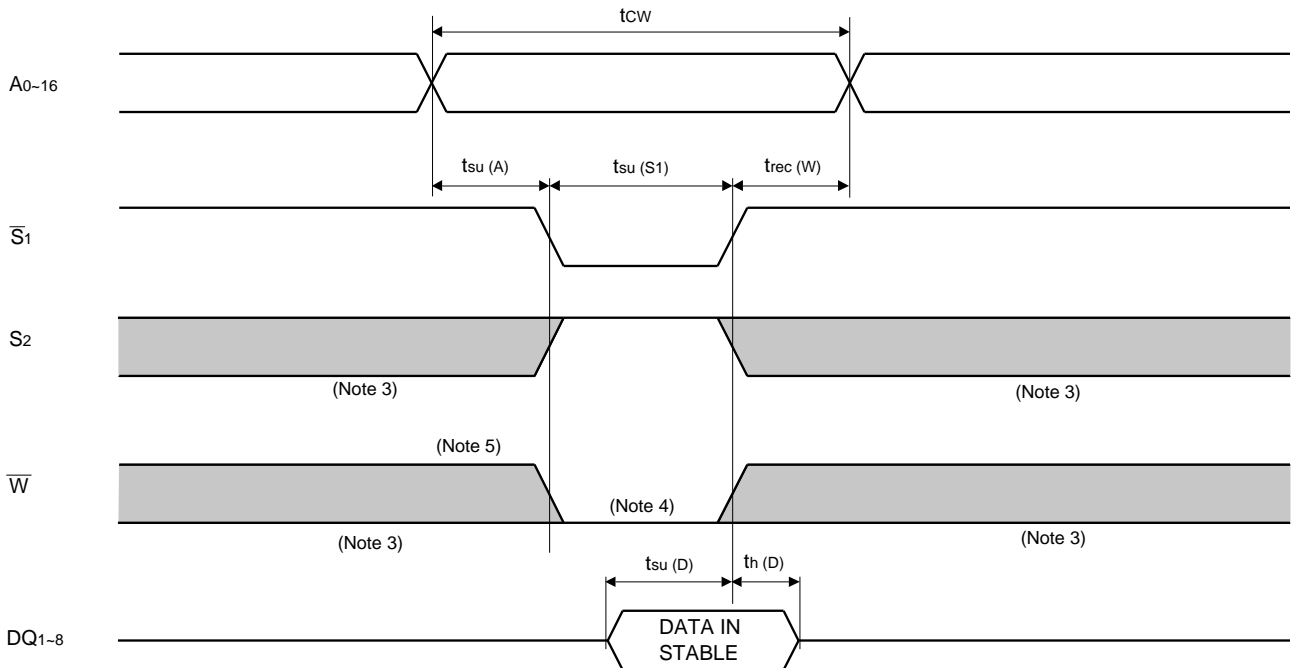 tCW
A0~16
tsu (A) tsu (S1) trec (W)
S̅1
S2
(Note 3) (Note 3)
(Note 5)
W̅
(Note 4)
(Note 3) (Note 3)
tsu (D) th (D)
DQ1~8
DATA IN
STABLE